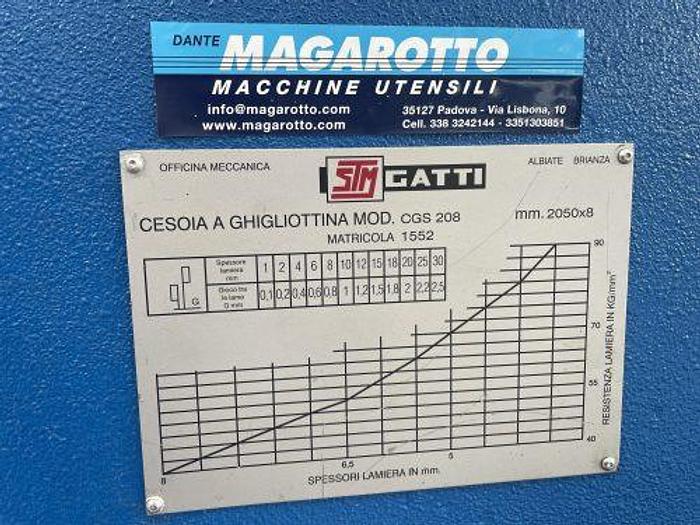 DANTE MAGAROTTO
MACCHINE UTENSILI
info@magarotto.com
www.magarotto.com
35127 Padova - Via Lisbona, 10
Cell. 338 3242144 - 3351303851
OFFICINA MECCANICA
STM GATTI
ALBIATE BRIANZA
CESOIA A GHIGLIOTTINA MOD. CGS 208
mm. 2050x8
MATRICOLA 1552
Spessore lamiera mm 1 2 4 6 8 10 12 15 18 20 25 30
Gioco tra le lame G m/s 0,1 0,2 0,4 0,6 0,8 1 1,2 1,5 1,8 2 2,2 2,5
G
90
70
55
40
RESISTENZA LAMIERA IN KG/mm²
8 6,5 5
SPESSORI LAMIERA IN mm.